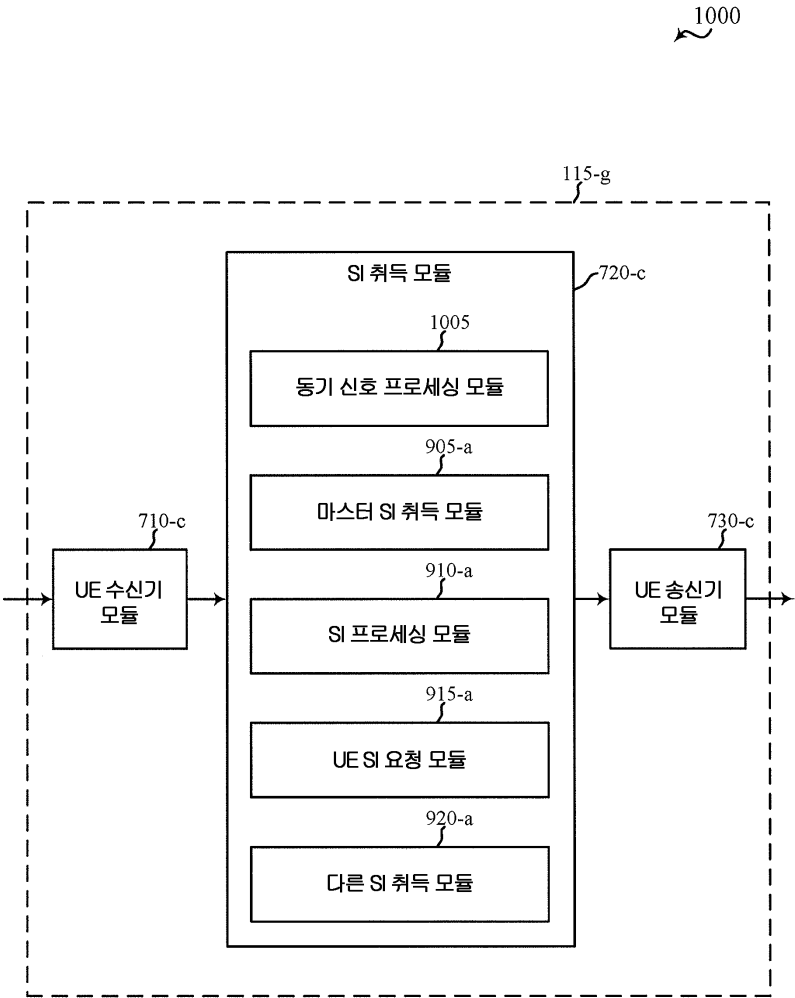 1000
115-g
SI 취득 모듈
720-c
1005
동기 신호 프로세싱 모듈
905-a
마스터 SI 취득 모듈
710-c
UE 수신기
모듈
910-a
SI 프로세싱 모듈
730-c
UE 송신기
모듈
915-a
UE SI 요청 모듈
920-a
다른 SI 취득 모듈